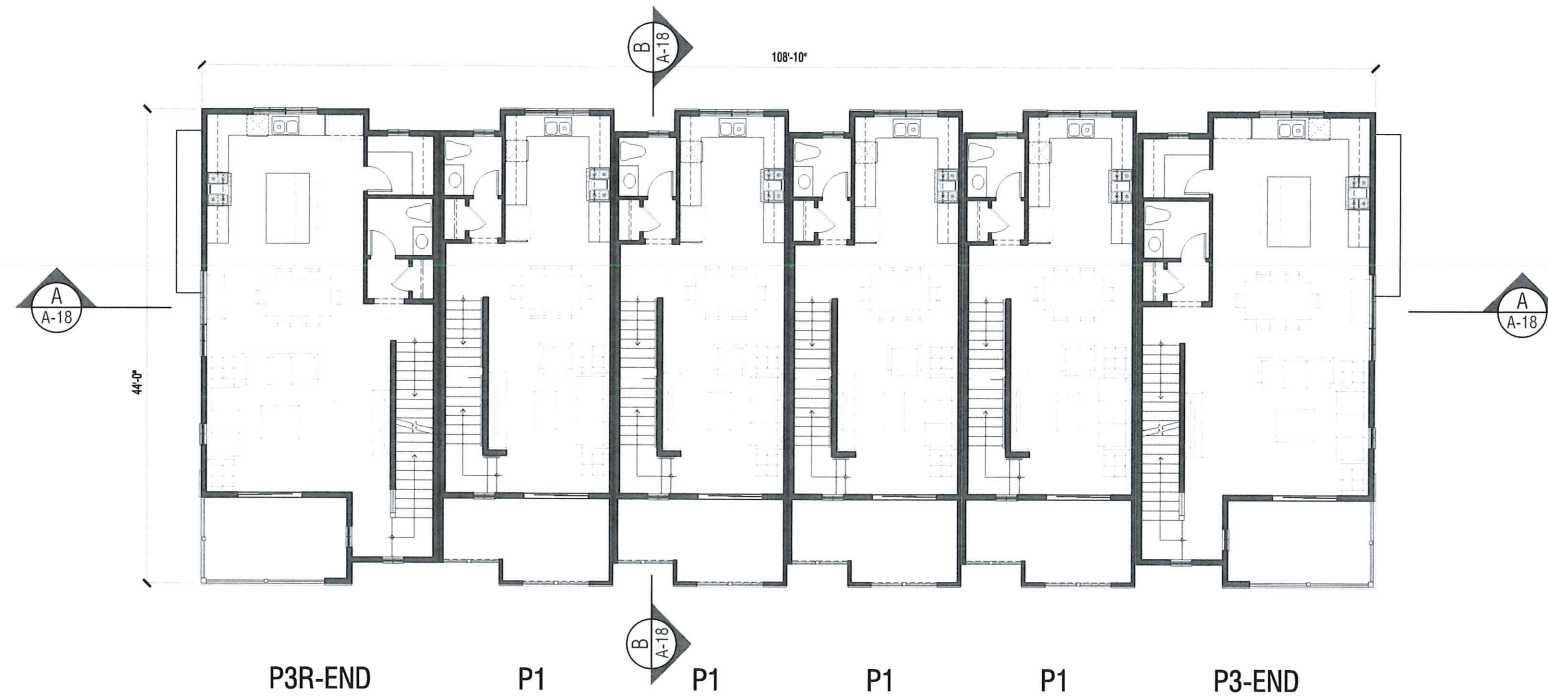 B
A-18
108'-10"
A
A-18
A
A-18
44'-0"
B
A-18
P3R-END
P1
P1
P1
P1
P3-END